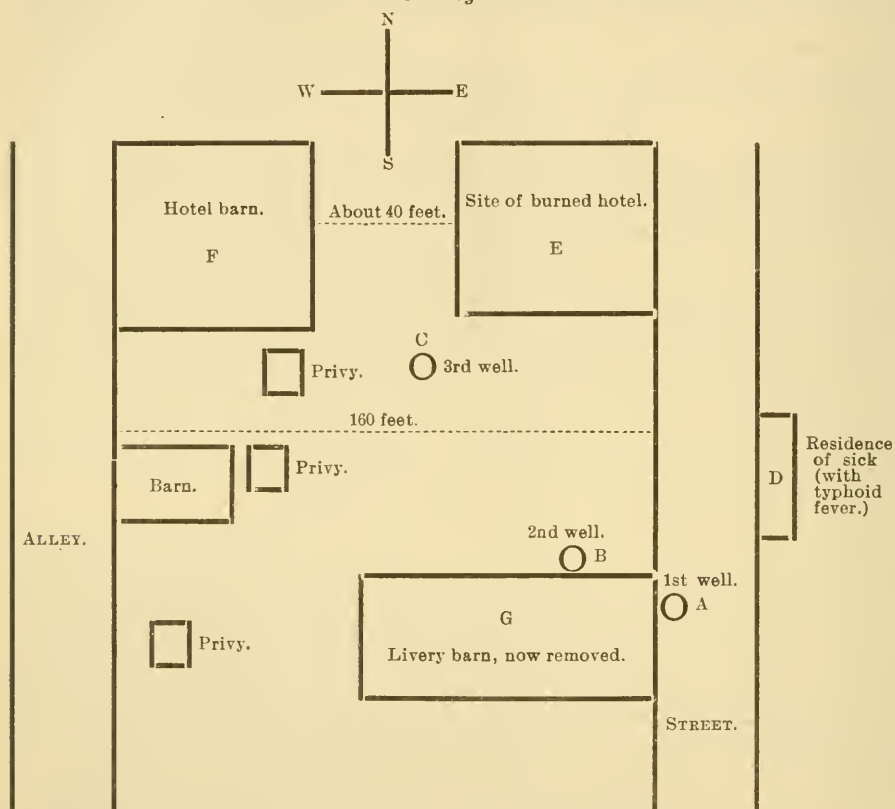 N
W E
S
Hotel barn.
F
About 40 feet.
Site of burned hotel.
E
C
3rd well.
Privy.
160 feet.
Barn.
Privy.
Residence
of sick
(with
typhoid
fever.)
D
ALLEY.
2nd well.
B
1st well.
A
G
Livery barn, now removed.
Privy.
STREET.